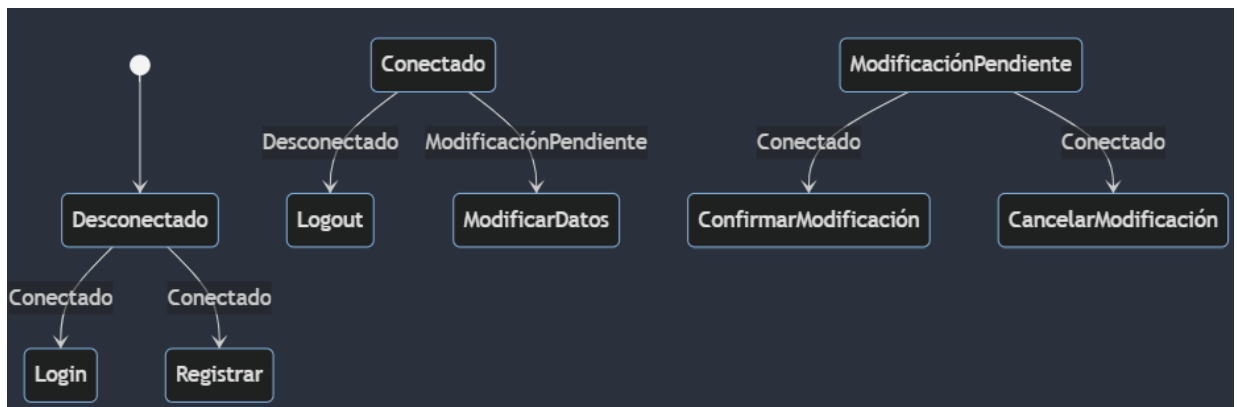 Conectado
ModificaciónPendiente
Desconectado
ModificaciónPendiente
Conectado
Conectado
Desconectado
Logout
ModificarDatos
ConfirmarModificación
CancelarModificación
Conectado
Conectado
Login
Registrar